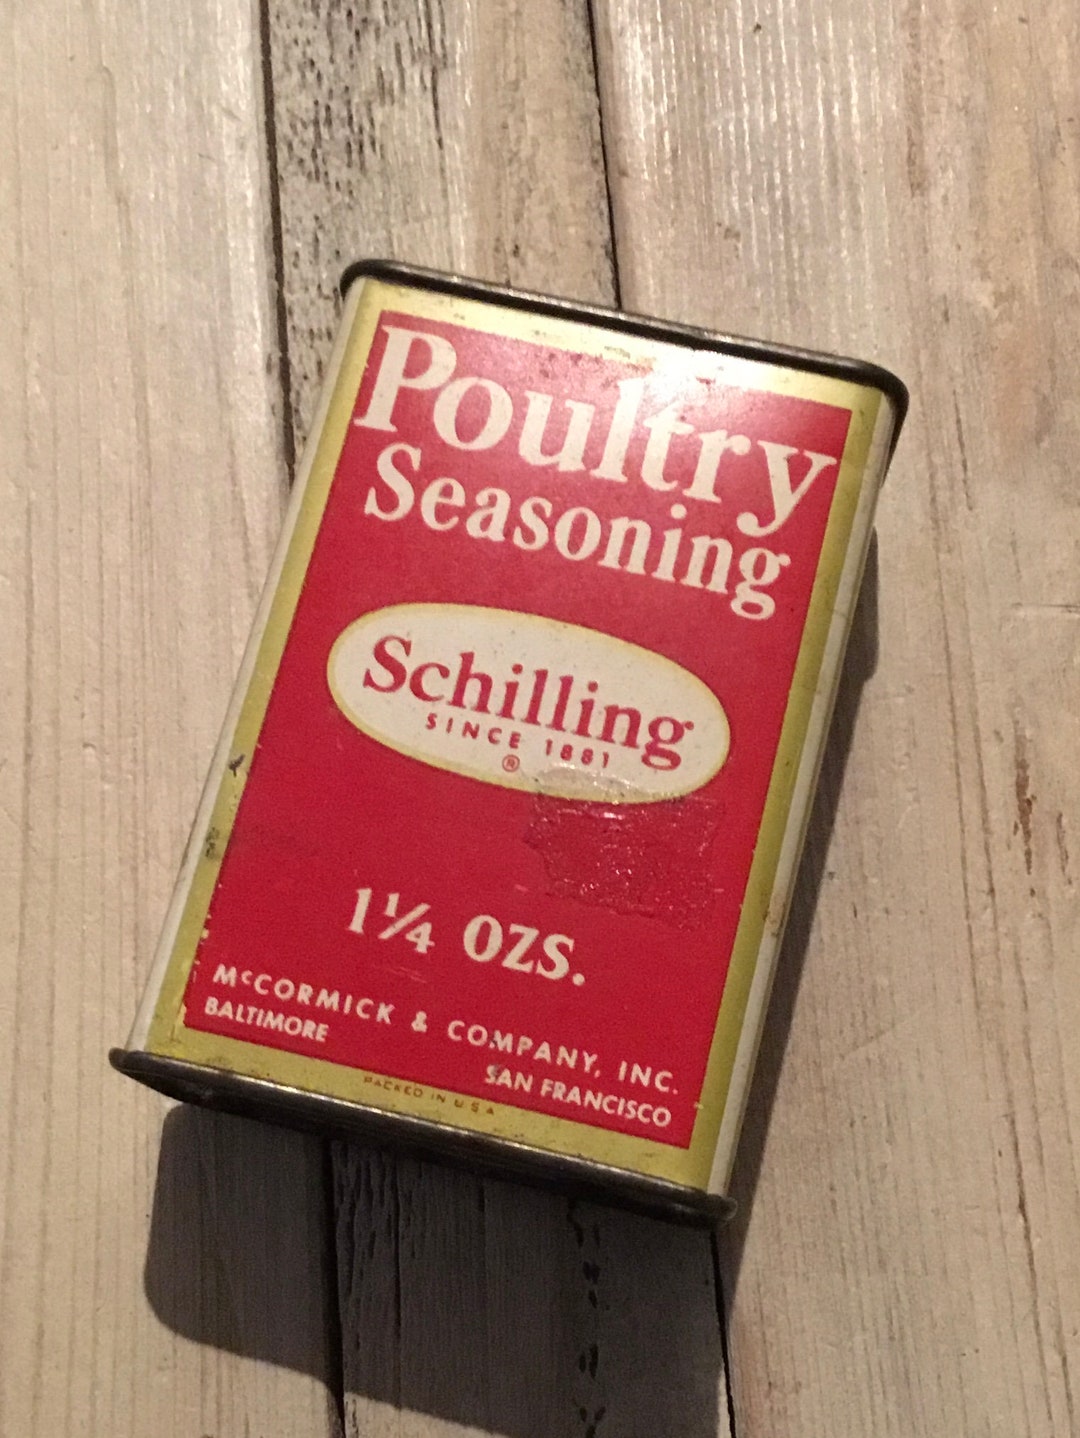 Poultry
Seasoning
Schilling
SINCE 1881
®
1¼ OZS.
McCORMICK & COMPANY, INC.
BALTIMORE
SAN FRANCISCO
PACKED IN U S A